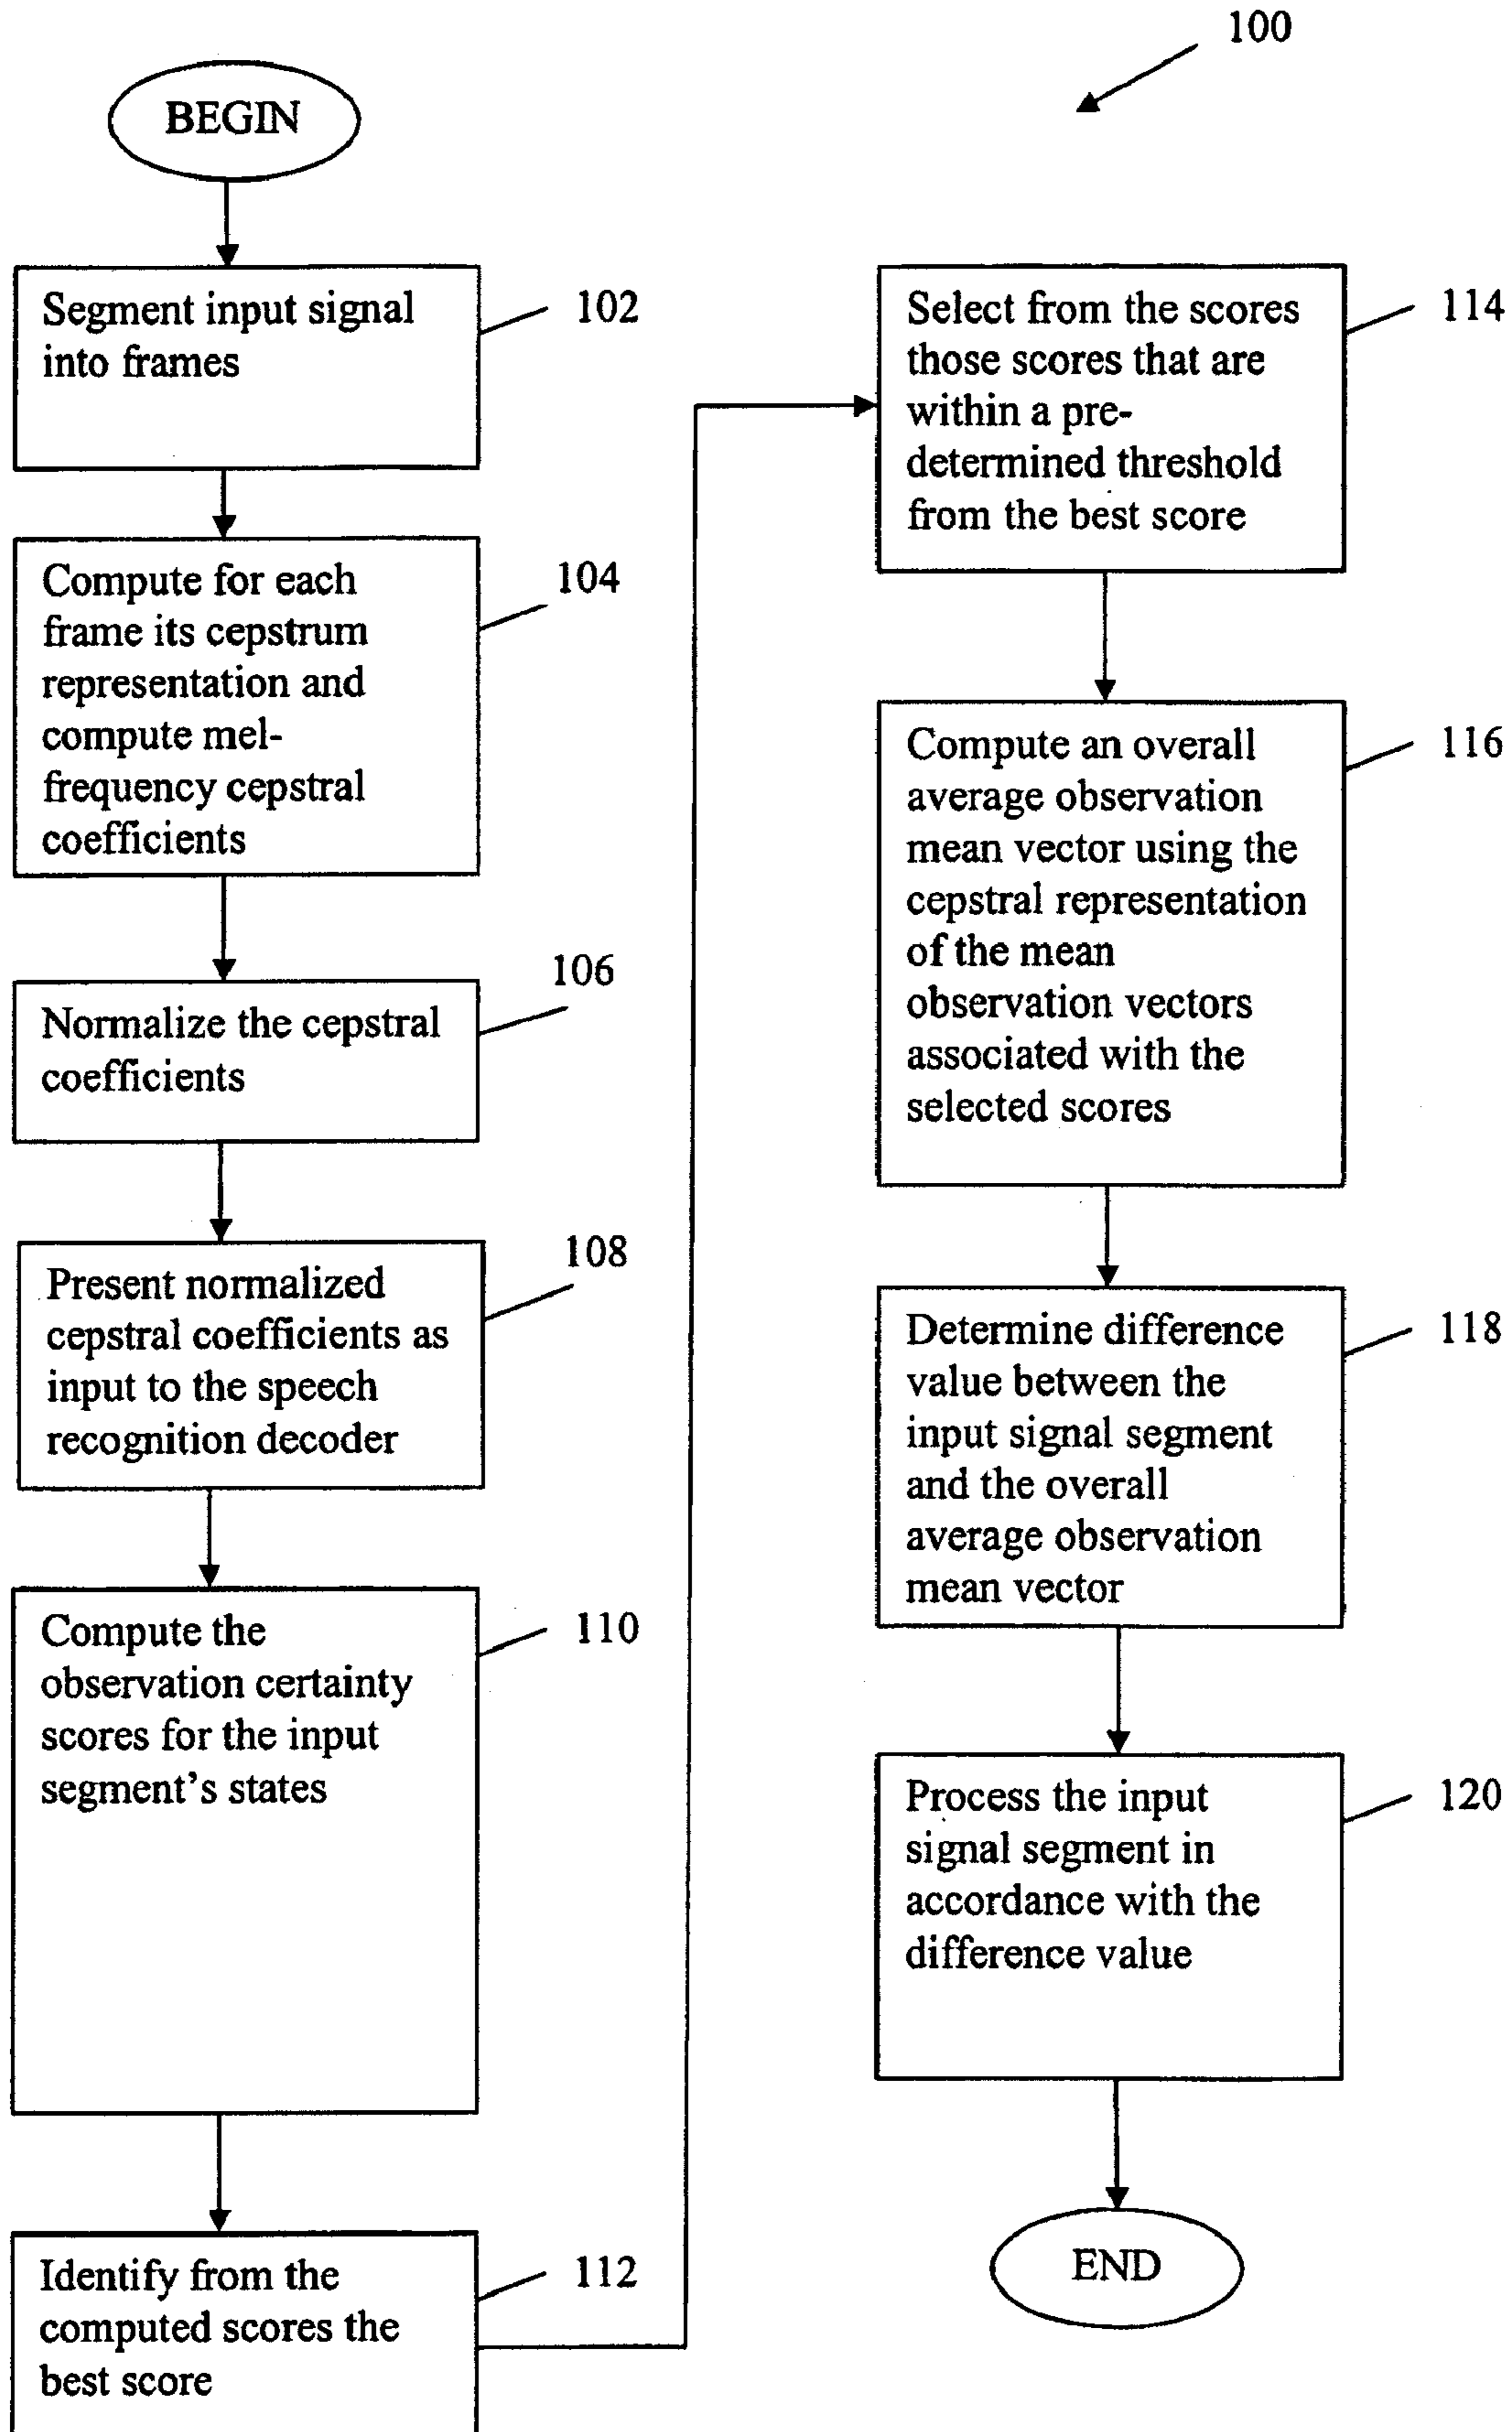 100
BEGIN
Segment input signal
into frames
102
Compute for each
frame its cepstrum
representation and
compute mel-
frequency cepstral
coefficients
104
Normalize the cepstral
coefficients
106
Present normalized
cepstral coefficients as
input to the speech
recognition decoder
108
Compute the
observation certainty
scores for the input
segment's states
110
Identify from the
computed scores the
best score
112
Select from the scores
those scores that are
within a pre-
determined threshold
from the best score
114
Compute an overall
average observation
mean vector using the
cepstral representation
of the mean
observation vectors
associated with the
selected scores
116
Determine difference
value between the
input signal segment
and the overall
average observation
mean vector
118
Process the input
signal segment in
accordance with the
difference value
120
END